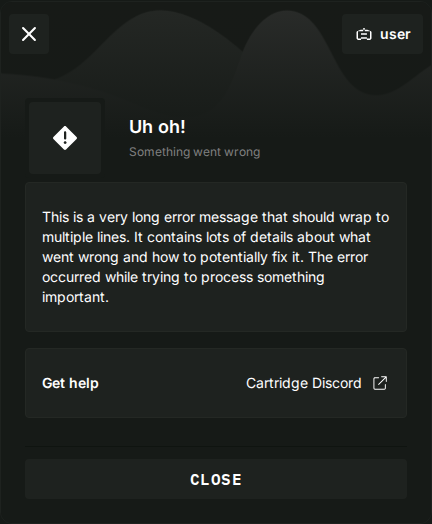 user
Uh oh!
Something went wrong
This is a very long error message that should wrap to
multiple lines. It contains lots of details about what
went wrong and how to potentially fix it. The error
occurred while trying to process something
important.
Get help
Cartridge Discord
CLOSE